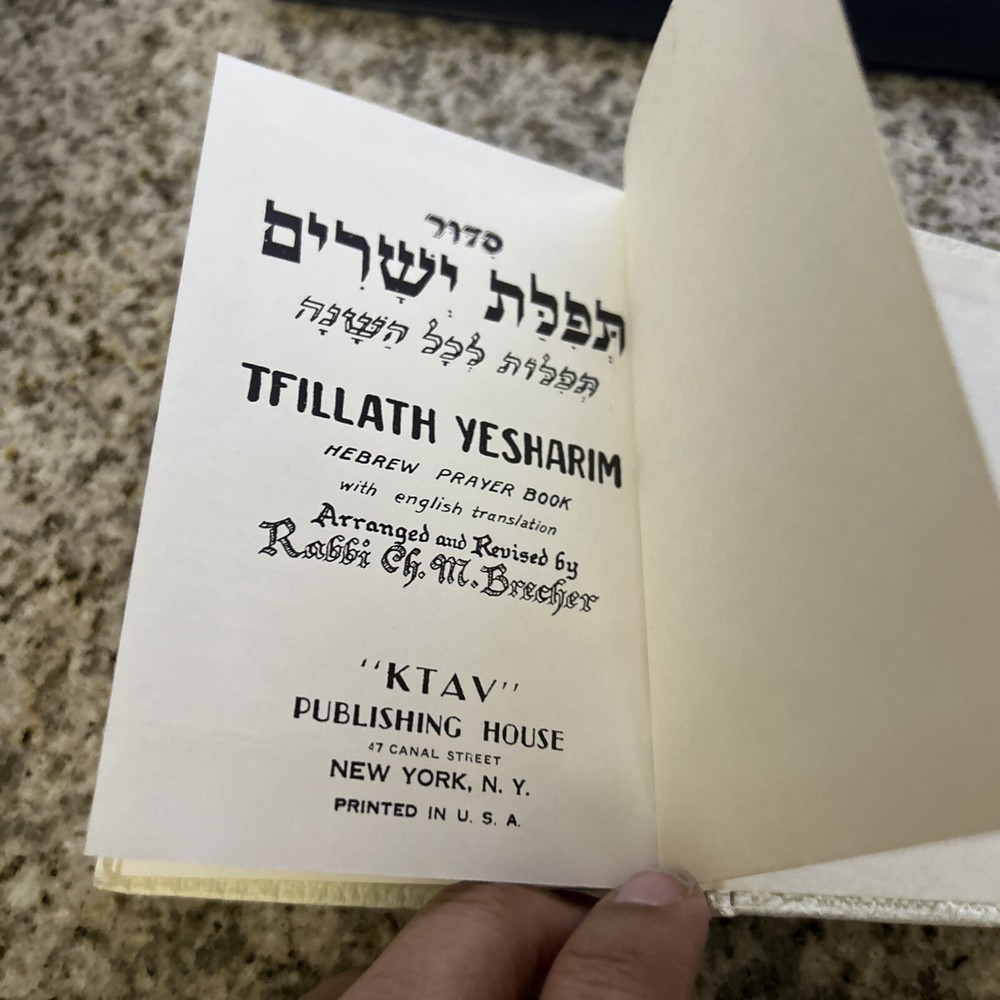 סִדּוּר
תְּפִלַּת יְשָׁרִים
תְּפִלּוֹת לְכָל הַשָּׁנָה
TFILLATH YESHARIM
HEBREW PRAYER BOOK
with english translation
Arranged and Revised by
Rabbi Ch. M. Brecher
"KTAV"
PUBLISHING HOUSE
47 CANAL STREET
NEW YORK, N. Y.
PRINTED IN U. S. A.